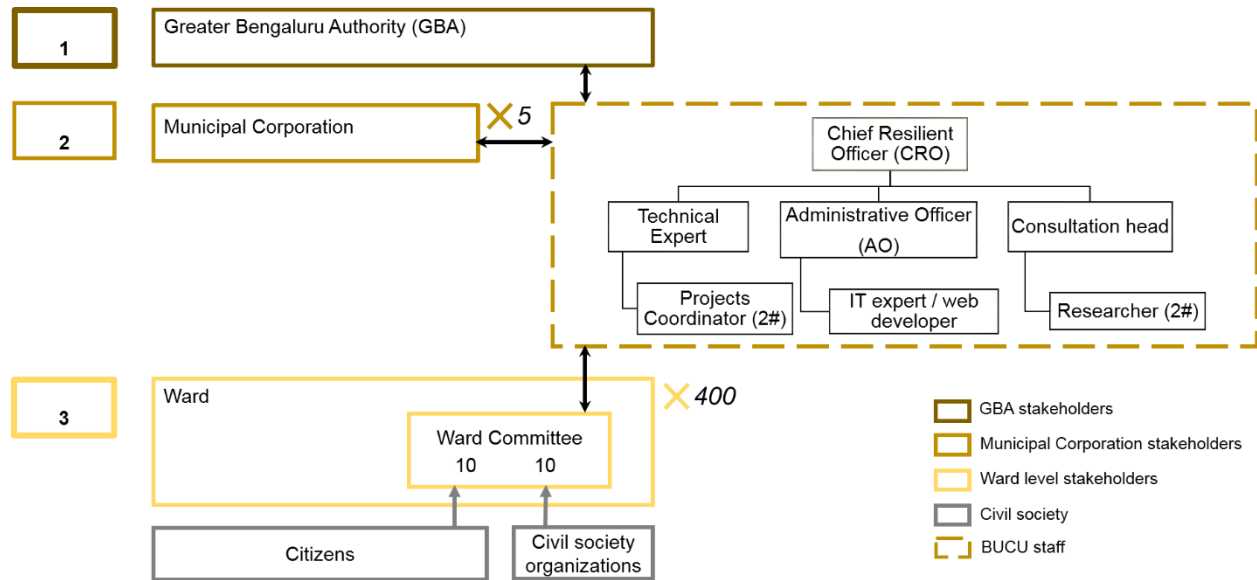 1
Greater Bengaluru Authority (GBA)
2
Municipal Corporation
5
Chief Resilient
Officer (CRO)
Technical
Expert
Administrative Officer
(AO)
Consultation head
Projects
Coordinator (2#)
IT expert / web
developer
Researcher (2#)
3
Ward
400
Ward Committee
10 10
Citizens
Civil society
organizations
GBA stakeholders
Municipal Corporation stakeholders
Ward level stakeholders
Civil society
BUCU staff